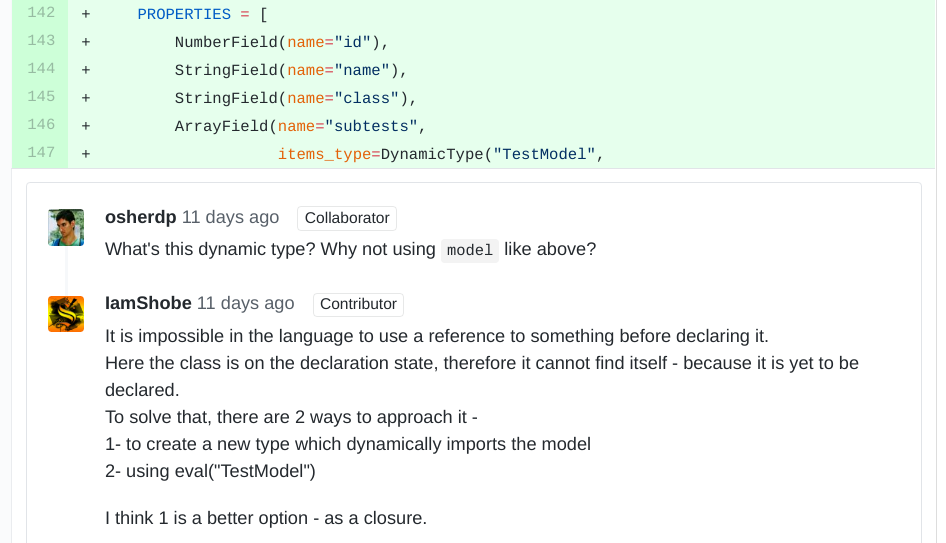 142 + PROPERTIES = [
143 + NumberField(name="id"),
144 + StringField(name="name"),
145 + StringField(name="class"),
146 + ArrayField(name="subtests",
147 + items_type=DynamicType("TestModel",
osherdp 11 days ago Collaborator
What's this dynamic type? Why not using model like above?
IamShobe 11 days ago Contributor
It is impossible in the language to use a reference to something before declaring it.
Here the class is on the declaration state, therefore it cannot find itself - because it is yet to be
declared.
To solve that, there are 2 ways to approach it -
1- to create a new type which dynamically imports the model
2- using eval("TestModel")
I think 1 is a better option - as a closure.